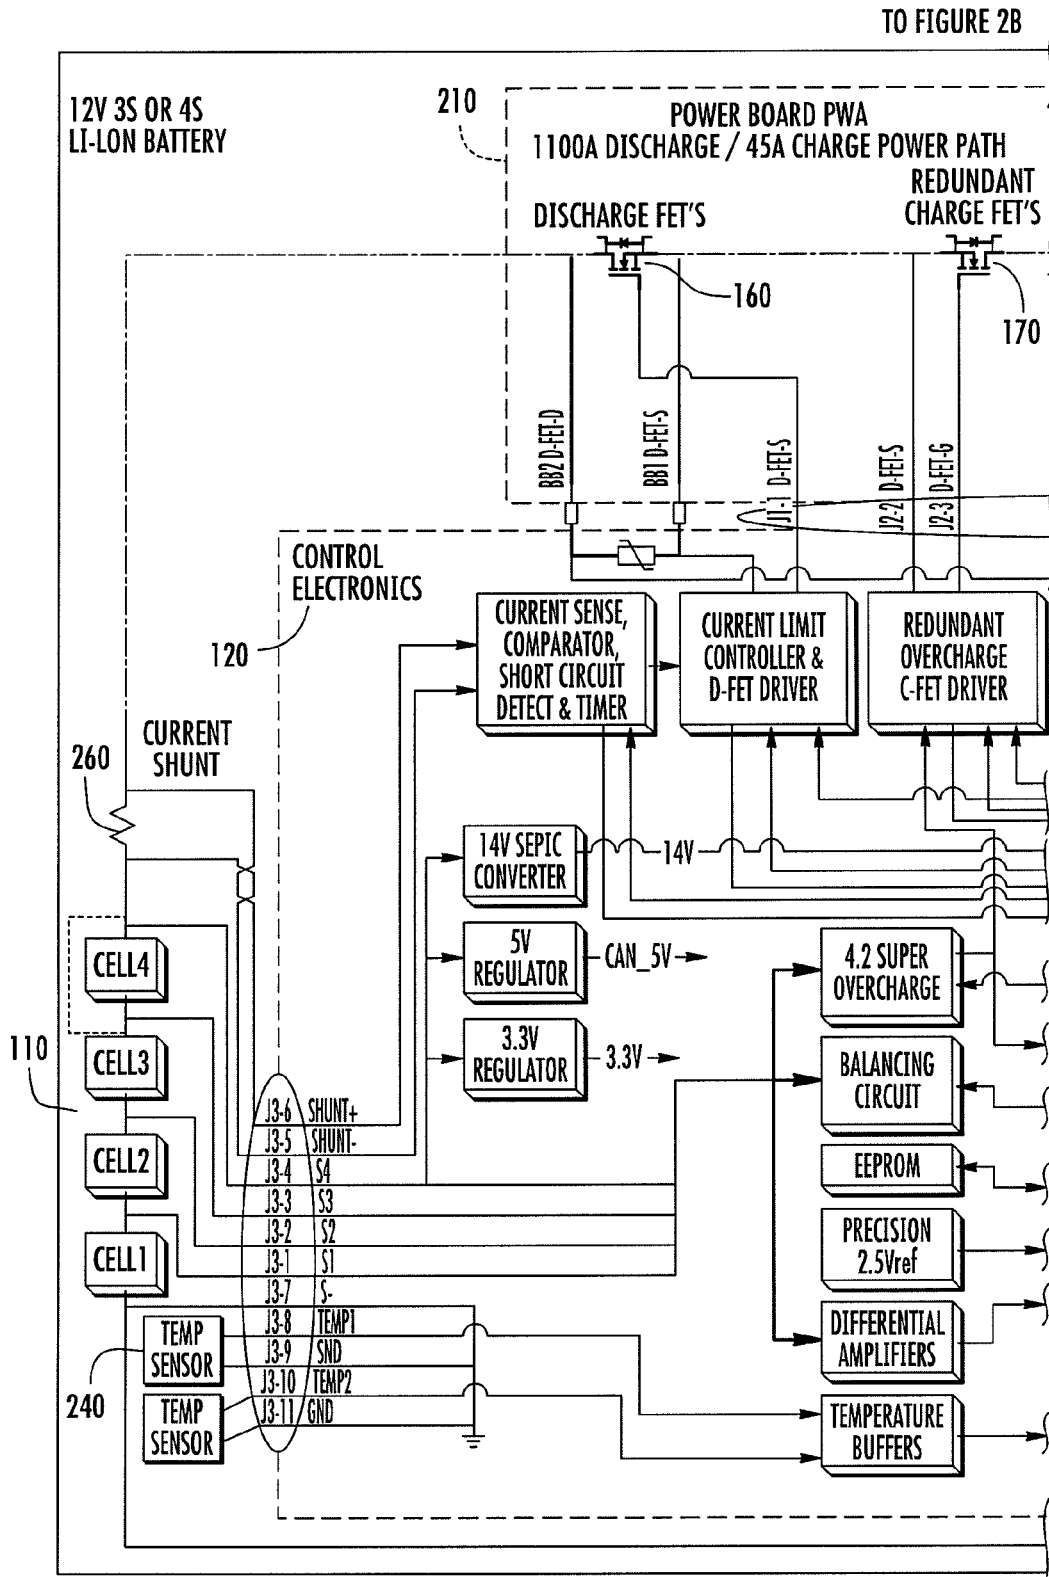 TO FIGURE 2B
12V 3S OR 4S
LI-LON BATTERY
210
POWER BOARD PWA
1100A DISCHARGE / 45A CHARGE POWER PATH
DISCHARGE FET'S
REDUNDANT
CHARGE FET'S
160
170
BB2 D-FET-D
BB1 D-FET-S
J1-1 D-FET-S
J2-2 D-FET-S
J2-3 D-FET-G
CONTROL
ELECTRONICS
120
CURRENT SENSE,
COMPARATOR,
SHORT CIRCUIT
DETECT & TIMER
CURRENT LIMIT
CONTROLLER &
D-FET DRIVER
REDUNDANT
OVERCHARGE
C-FET DRIVER
260
CURRENT
SHUNT
14V SEPIC
CONVERTER
14V
5V
REGULATOR
CAN_5V
3.3V
REGULATOR
3.3V
4.2 SUPER
OVERCHARGE
BALANCING
CIRCUIT
EEPROM
PRECISION
2.5Vref
DIFFERENTIAL
AMPLIFIERS
TEMPERATURE
BUFFERS
110
CELL4
CELL3
CELL2
CELL1
J3-6 SHUNT+
J3-5 SHUNT-
J3-4 S4
J3-3 S3
J3-2 S2
J3-1 S1
J3-7 S-
J3-8 TEMP1
J3-9 SND
J3-10 TEMP2
J3-11 GND
TEMP
SENSOR
240
TEMP
SENSOR